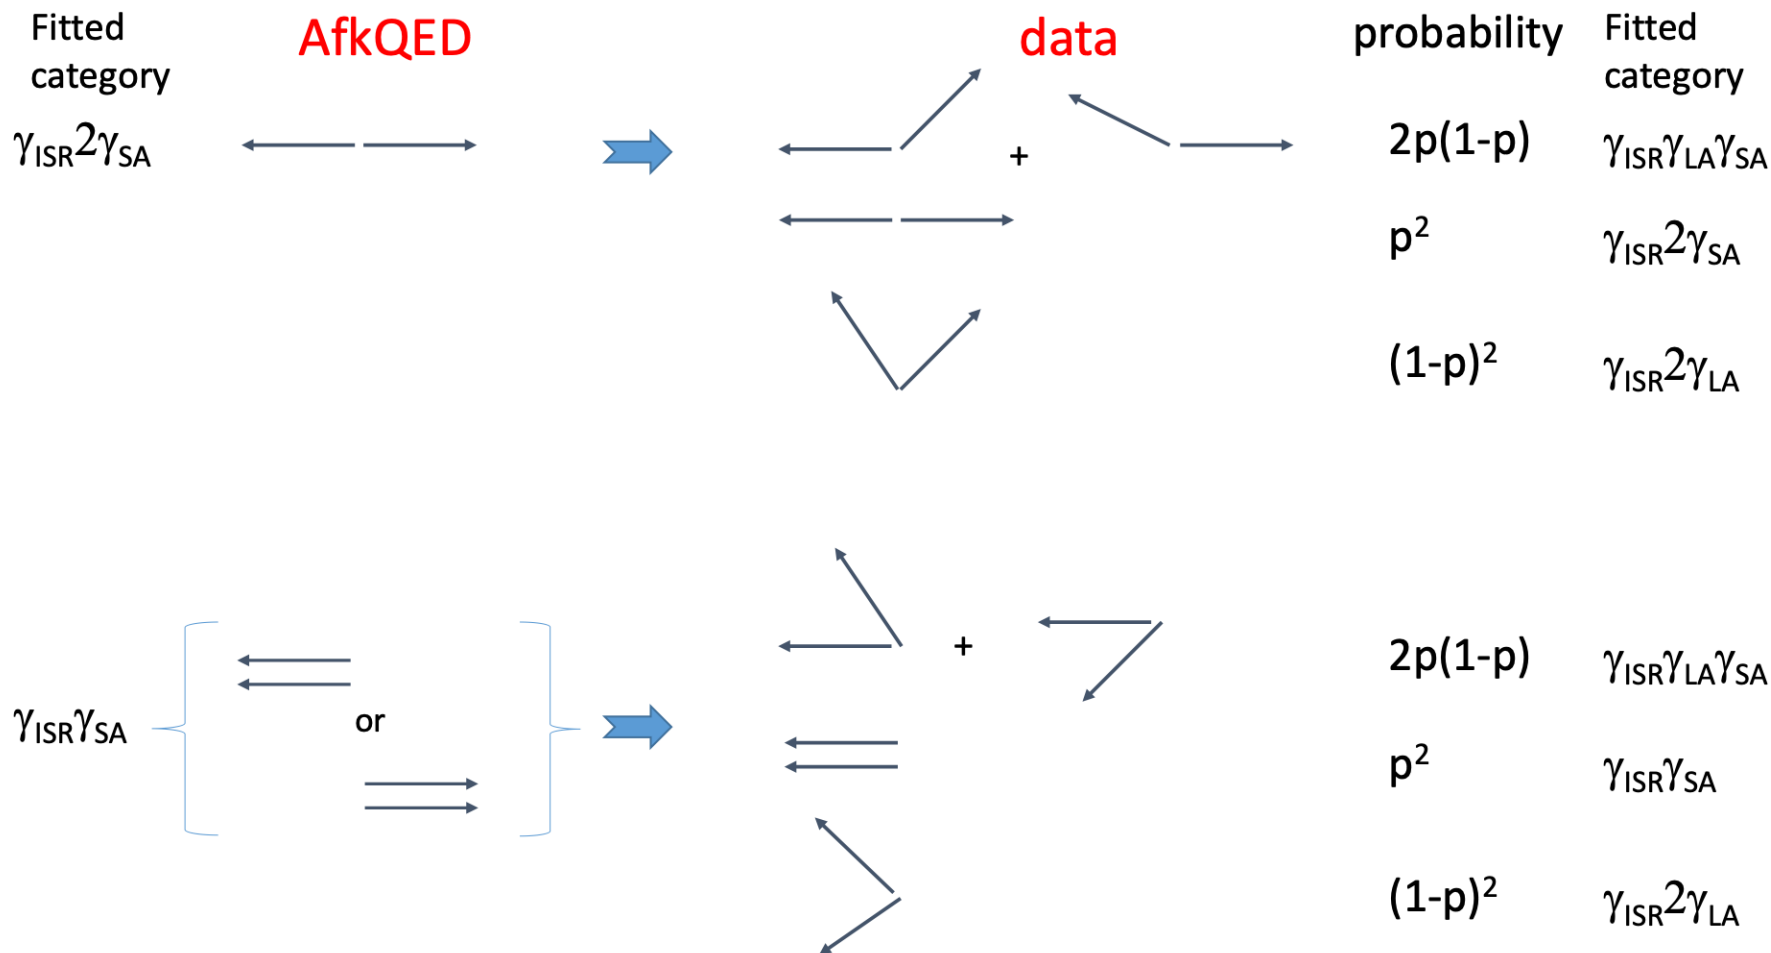 Fitted category
AfkQED
data
probability
Fitted category
γISR2γSA
+
2p(1-p)
γISRγLAγSA
p²
γISR2γSA
(1-p)²
γISR2γLA
+
2p(1-p)
γISRγLAγSA
γISRγSA
or
p²
γISRγSA
(1-p)²
γISR2γLA